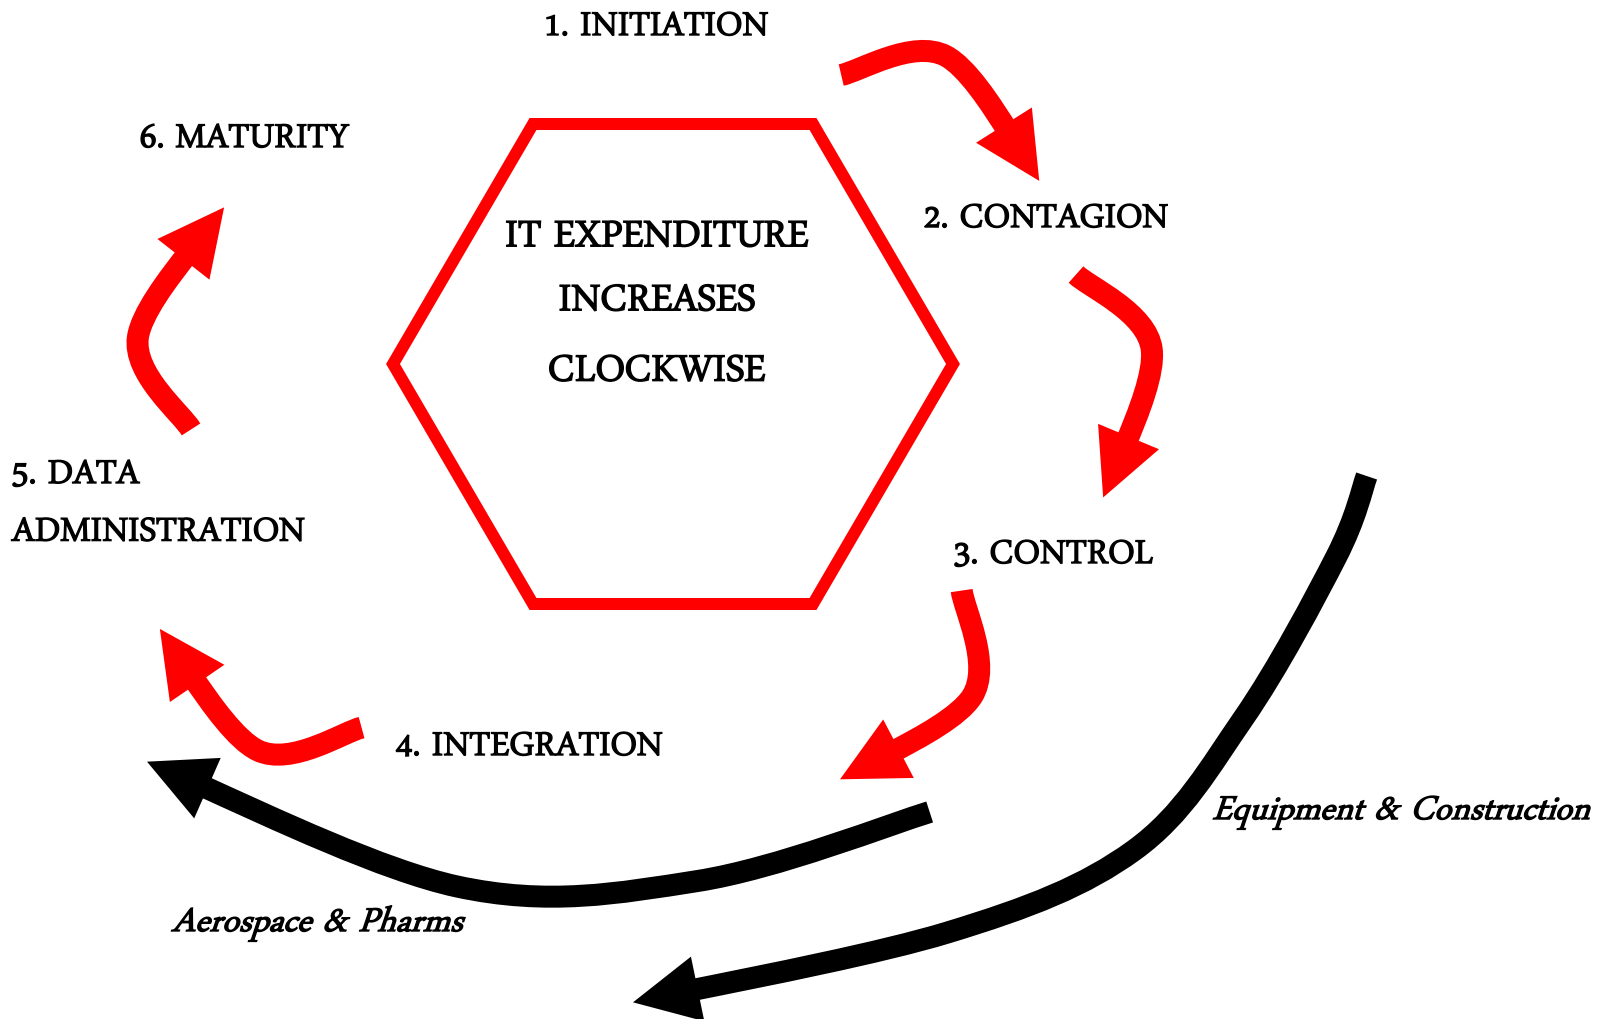 1. INITIATION
6. MATURITY
2. CONTAGION
IT EXPENDITURE
INCREASES
CLOCKWISE
5. DATA
ADMINISTRATION
3. CONTROL
4. INTEGRATION
Equipment & Construction
Aerospace & Pharms